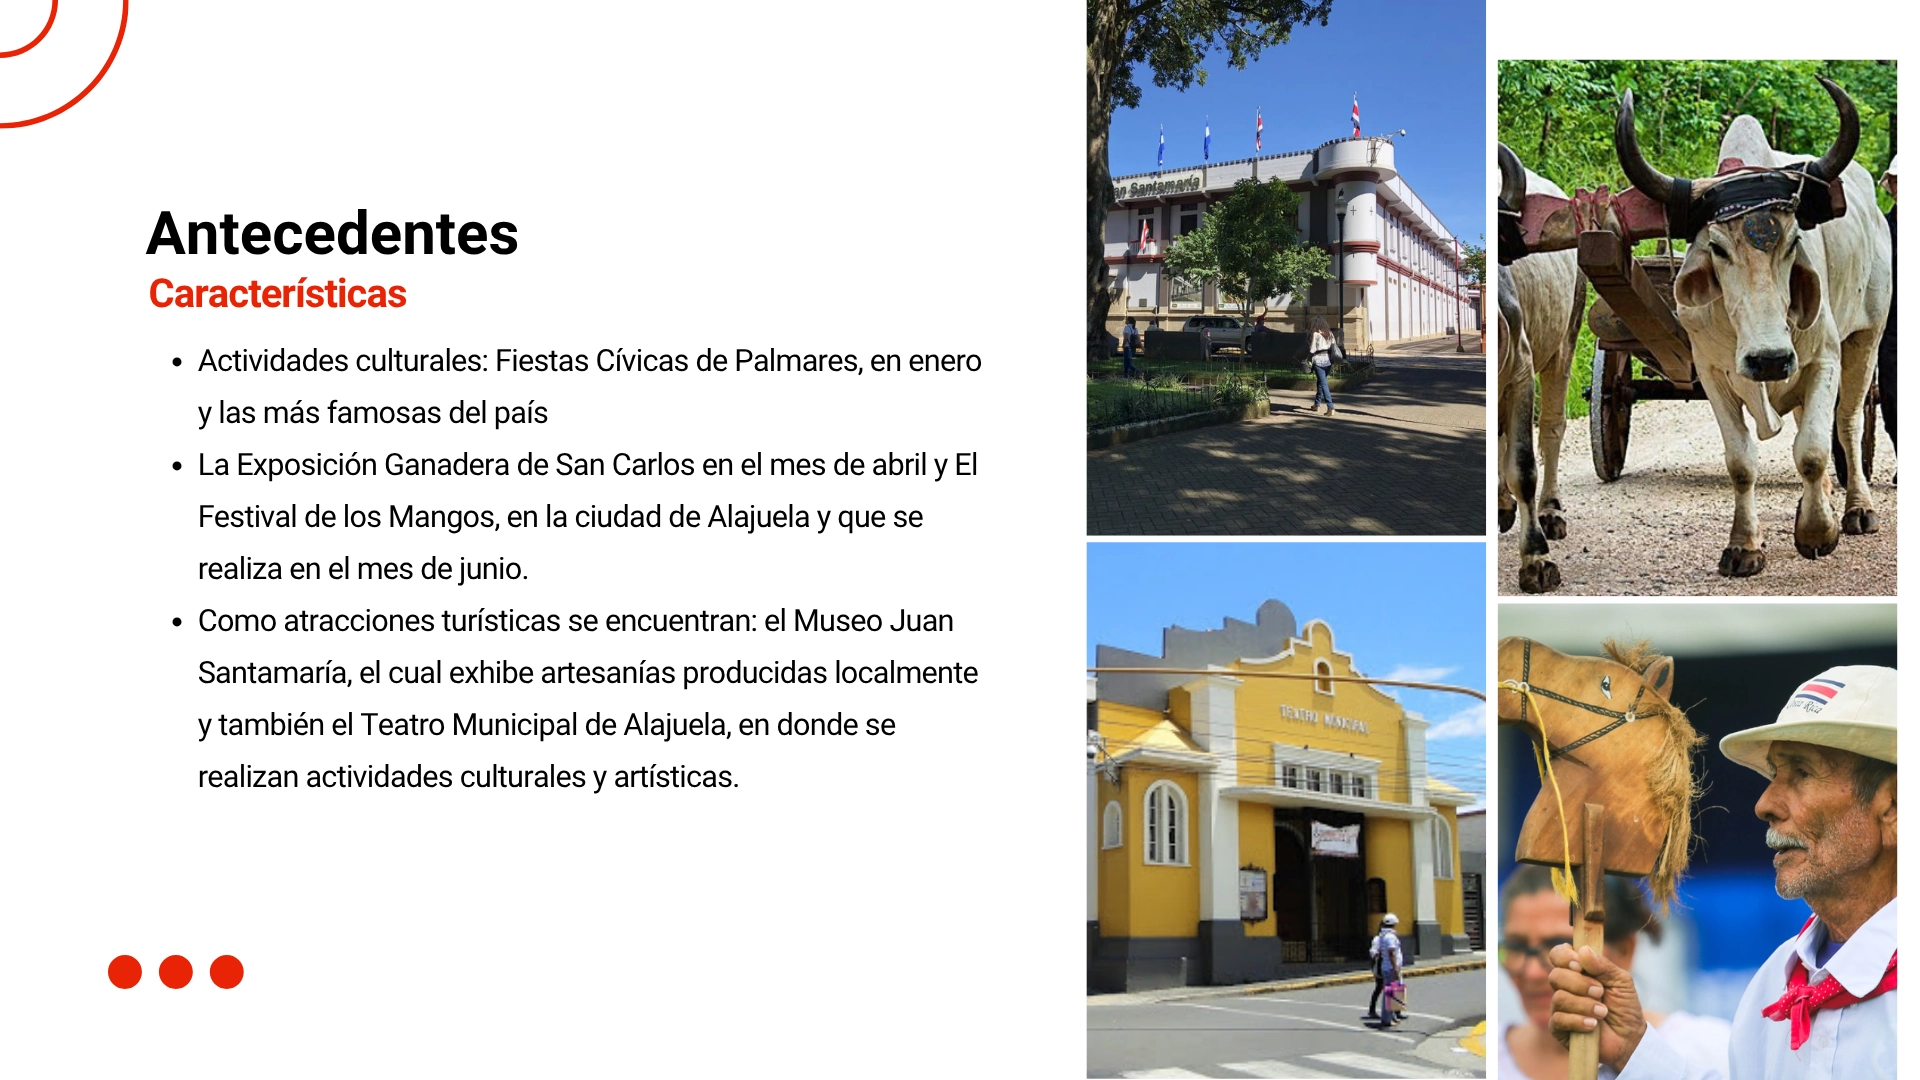 Antecedentes
Características
• Actividades culturales: Fiestas Cívicas de Palmares, en enero
y las más famosas del país
• La Exposición Ganadera de San Carlos en el mes de abril y El
Festival de los Mangos, en la ciudad de Alajuela y que se
realiza en el mes de junio.
• Como atracciones turísticas se encuentran: el Museo Juan
Santamaría, el cual exhibe artesanías producidas localmente
y también el Teatro Municipal de Alajuela, en donde se
realizan actividades culturales y artísticas.
an Santamaría
TEATRO MUNICIPAL
Costa Rica